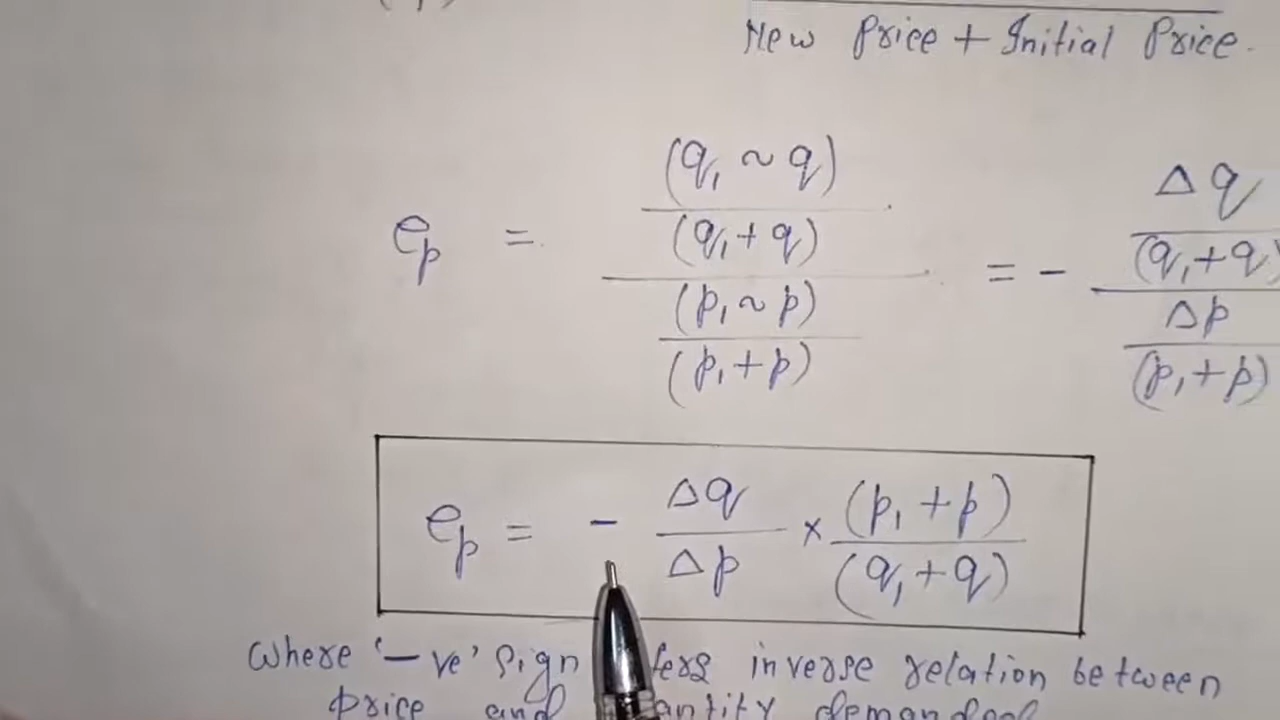 New Price + Initial Price.
(q₁ ~ q)
(q₁ + q)
eₚ =
(p₁ ~ p)
(p₁ + p)
= -
Δq
(q₁ + q)
Δp
(p₁ + p)
eₚ = - Δq/Δp × (p₁ + p)/(q₁ + q)
Where '-ve' Sign inverse relation between
price and demanded